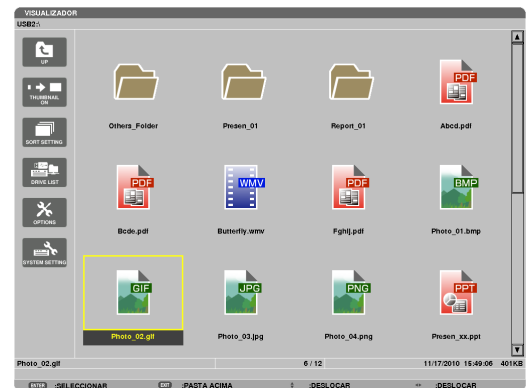 VISUALIZADOR
USB2:\
UP
THUMBNAIL ON
SORT SETTING
DRIVE LIST
OPTIONS
SYSTEM SETTING
Others_Folder
Presen_01
Report_01
PDF
Abcd.pdf
PDF
Bcde.pdf
WMV
Butterfly.wmv
PDF
Fghij.pdf
BMP
Photo_01.bmp
GIF
Photo_02.gif
JPG
Photo_03.jpg
PNG
Photo_04.png
PPT
Presen_xx.ppt
Photo_02.gif 6 / 12 11/17/2010 15:49:06 401KB
ENTER :SELECCIONAR EXIT :PASTA ACIMA :DESLOCAR :DESLOCAR